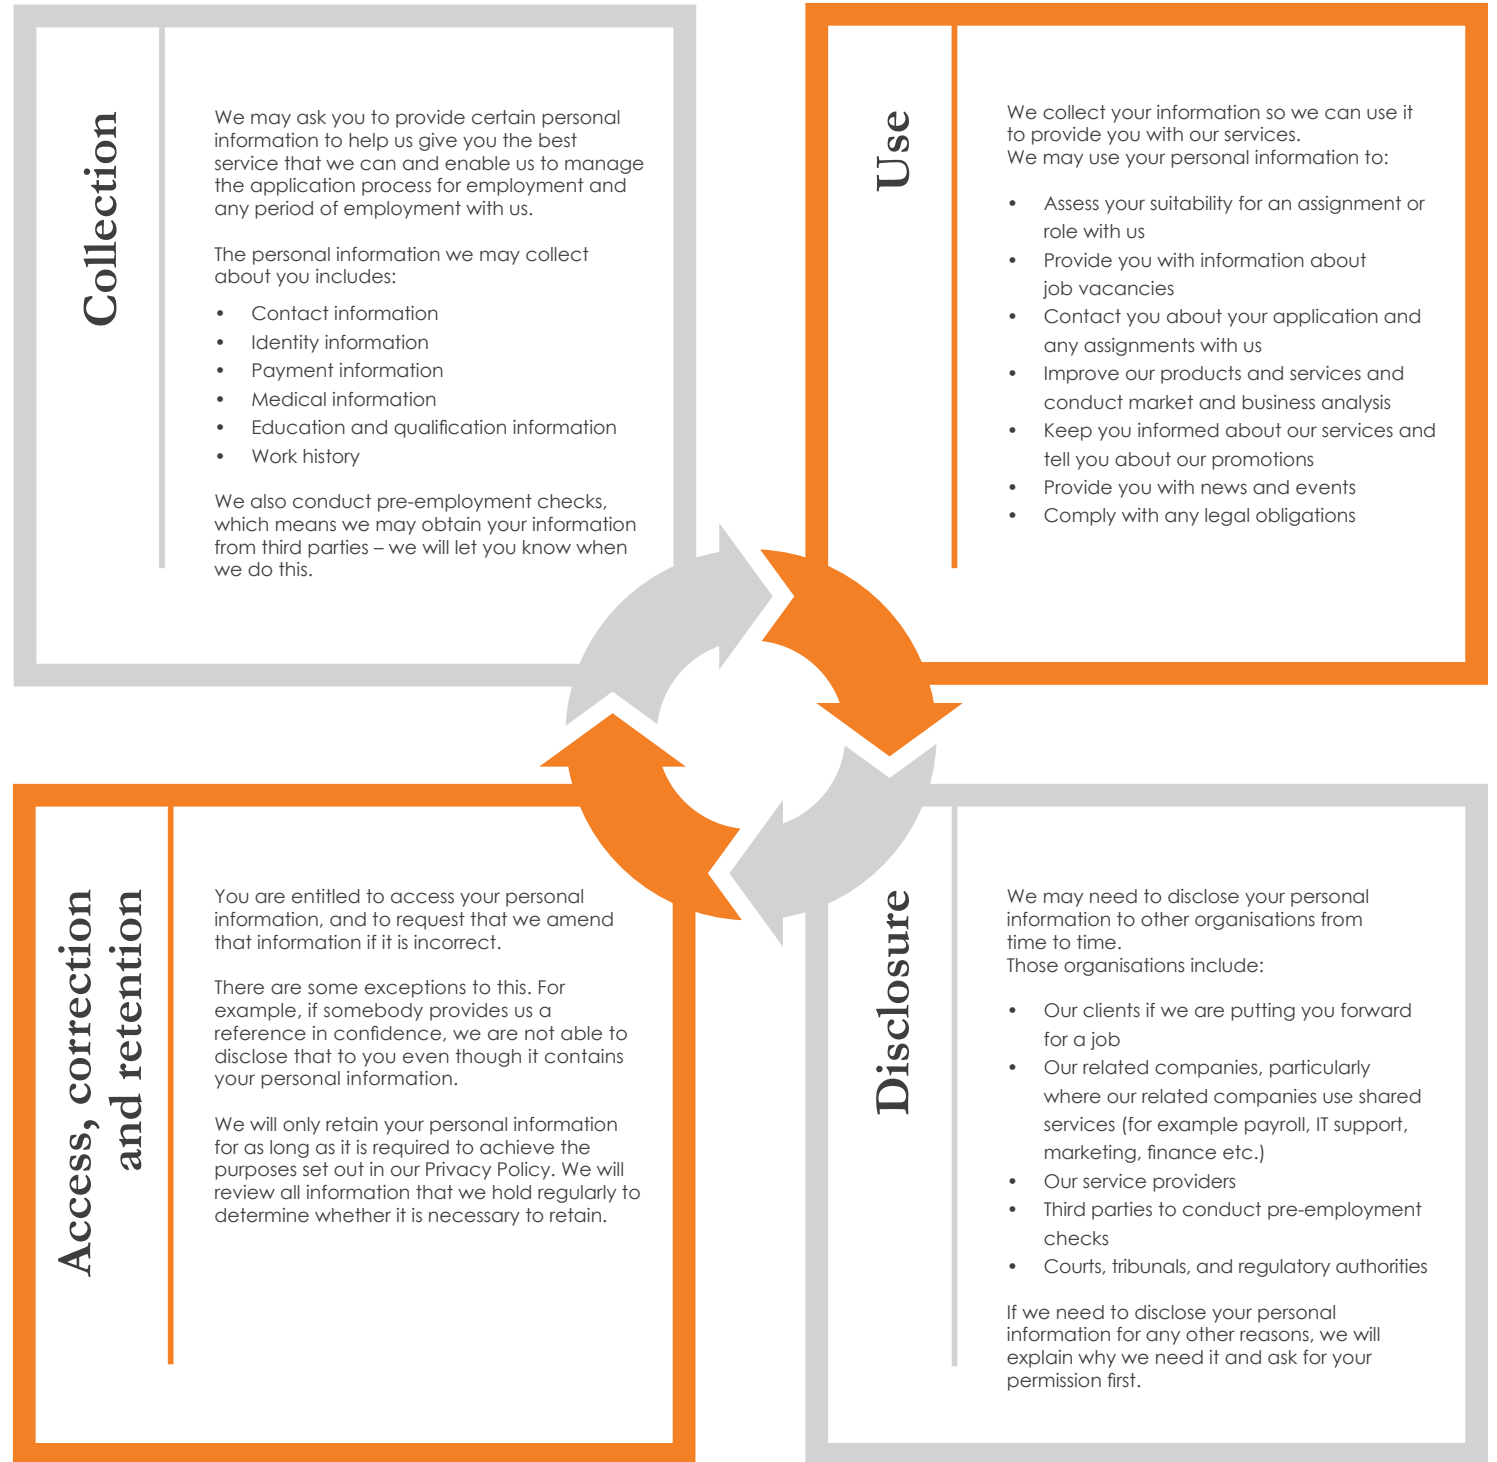 Collection
We may ask you to provide certain personal
information to help us give you the best
service that we can and enable us to manage
the application process for employment and
any period of employment with us.
The personal information we may collect
about you includes:
• Contact information
• Identity information
• Payment information
• Medical information
• Education and qualification information
• Work history
We also conduct pre-employment checks,
which means we may obtain your information
from third parties – we will let you know when
we do this.
Use
We collect your information so we can use it
to provide you with our services.
We may use your personal information to:
• Assess your suitability for an assignment or
role with us
• Provide you with information about
job vacancies
• Contact you about your application and
any assignments with us
• Improve our products and services and
conduct market and business analysis
• Keep you informed about our services and
tell you about our promotions
• Provide you with news and events
• Comply with any legal obligations
Access, correction
and retention
You are entitled to access your personal
information, and to request that we amend
that information if it is incorrect.
There are some exceptions to this. For
example, if somebody provides us a
reference in confidence, we are not able to
disclose that to you even though it contains
your personal information.
We will only retain your personal information
for as long as it is required to achieve the
purposes set out in our Privacy Policy. We will
review all information that we hold regularly to
determine whether it is necessary to retain.
Disclosure
We may need to disclose your personal
information to other organisations from
time to time.
Those organisations include:
• Our clients if we are putting you forward
for a job
• Our related companies, particularly
where our related companies use shared
services (for example payroll, IT support,
marketing, finance etc.)
• Our service providers
• Third parties to conduct pre-employment
checks
• Courts, tribunals, and regulatory authorities
If we need to disclose your personal
information for any other reasons, we will
explain why we need it and ask for your
permission first.